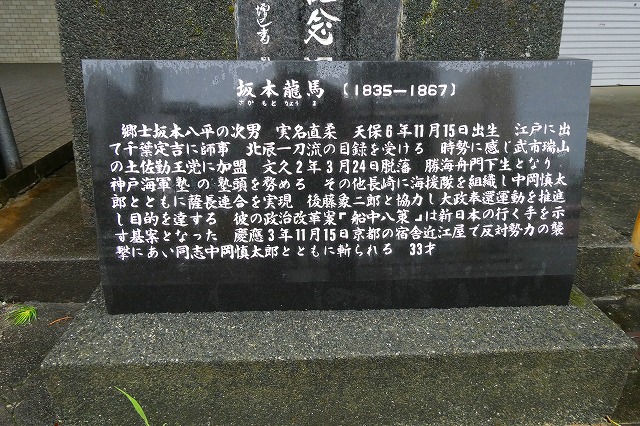 念
坂本龍馬 〔1835―1867〕
さか もと りょう ま
郷士坂本八平の次男 実名直柔 天保6年11月15日出生 江戸に出
て千葉定吉に師事 北辰一刀流の目録を受ける 時勢に感じ武市瑞山
の土佐勤王党に加盟 文久2年3月24日脱藩 勝海舟門下生となり
神戸海軍塾の塾頭を務める その他長崎に海援隊を組織し中岡慎太
郎とともに薩長連合を実現 後藤象二郎と協力し大政奉還運動を推進
し目的を達する 彼の政治改革案『船中八策』は新日本の行く手を示
す基案となった 慶應3年11月15日京都の宿舎近江屋で反対勢力の襲
撃にあい同志中岡慎太郎とともに斬られる 33才